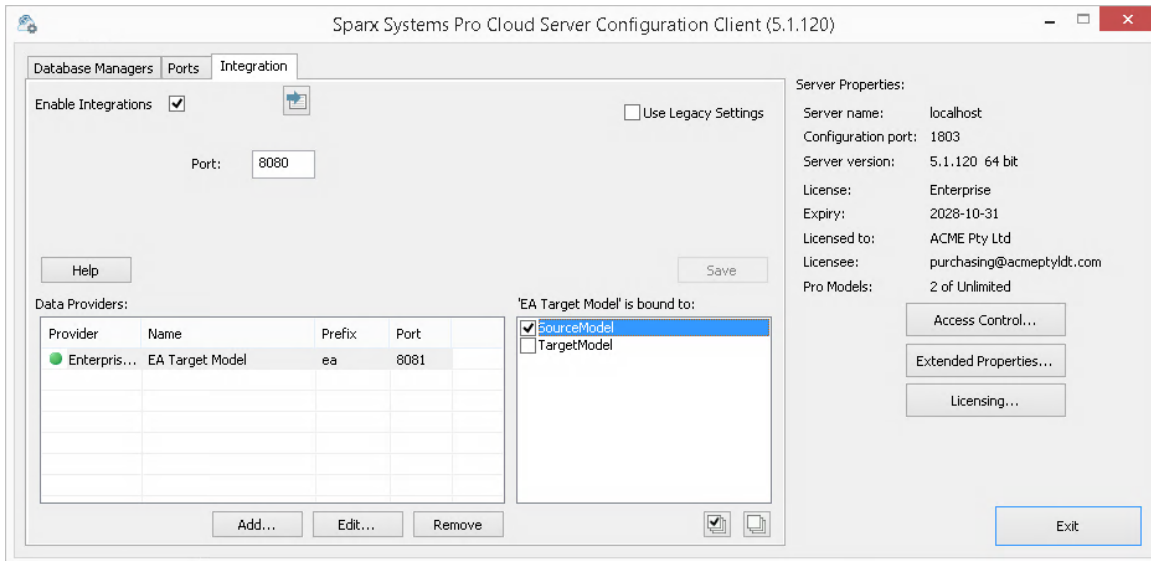 Sparx Systems Pro Cloud Server Configuration Client (5.1.120)
Database Managers Ports Integration
Enable Integrations
Use Legacy Settings
Port: 8080
Help
Save
Data Providers:
Provider Name Prefix Port
Enterpris... EA Target Model ea 8081
Add... Edit... Remove
'EA Target Model' is bound to:
SourceModel
TargetModel
Server Properties:
Server name: localhost
Configuration port: 1803
Server version: 5.1.120 64 bit
License: Enterprise
Expiry: 2028-10-31
Licensed to: ACME Pty Ltd
Licensee: purchasing@acmeptyldt.com
Pro Models: 2 of Unlimited
Access Control...
Extended Properties...
Licensing...
Exit